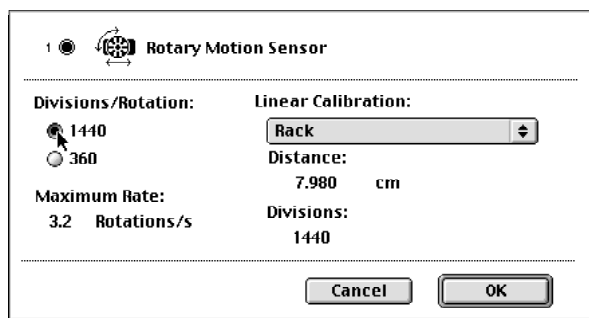 1 Rotary Motion Sensor
Divisions/Rotation:
1440
360
Maximum Rate:
3.2 Rotations/s
Linear Calibration:
Rack
Distance:
7.980 cm
Divisions:
1440
Cancel OK